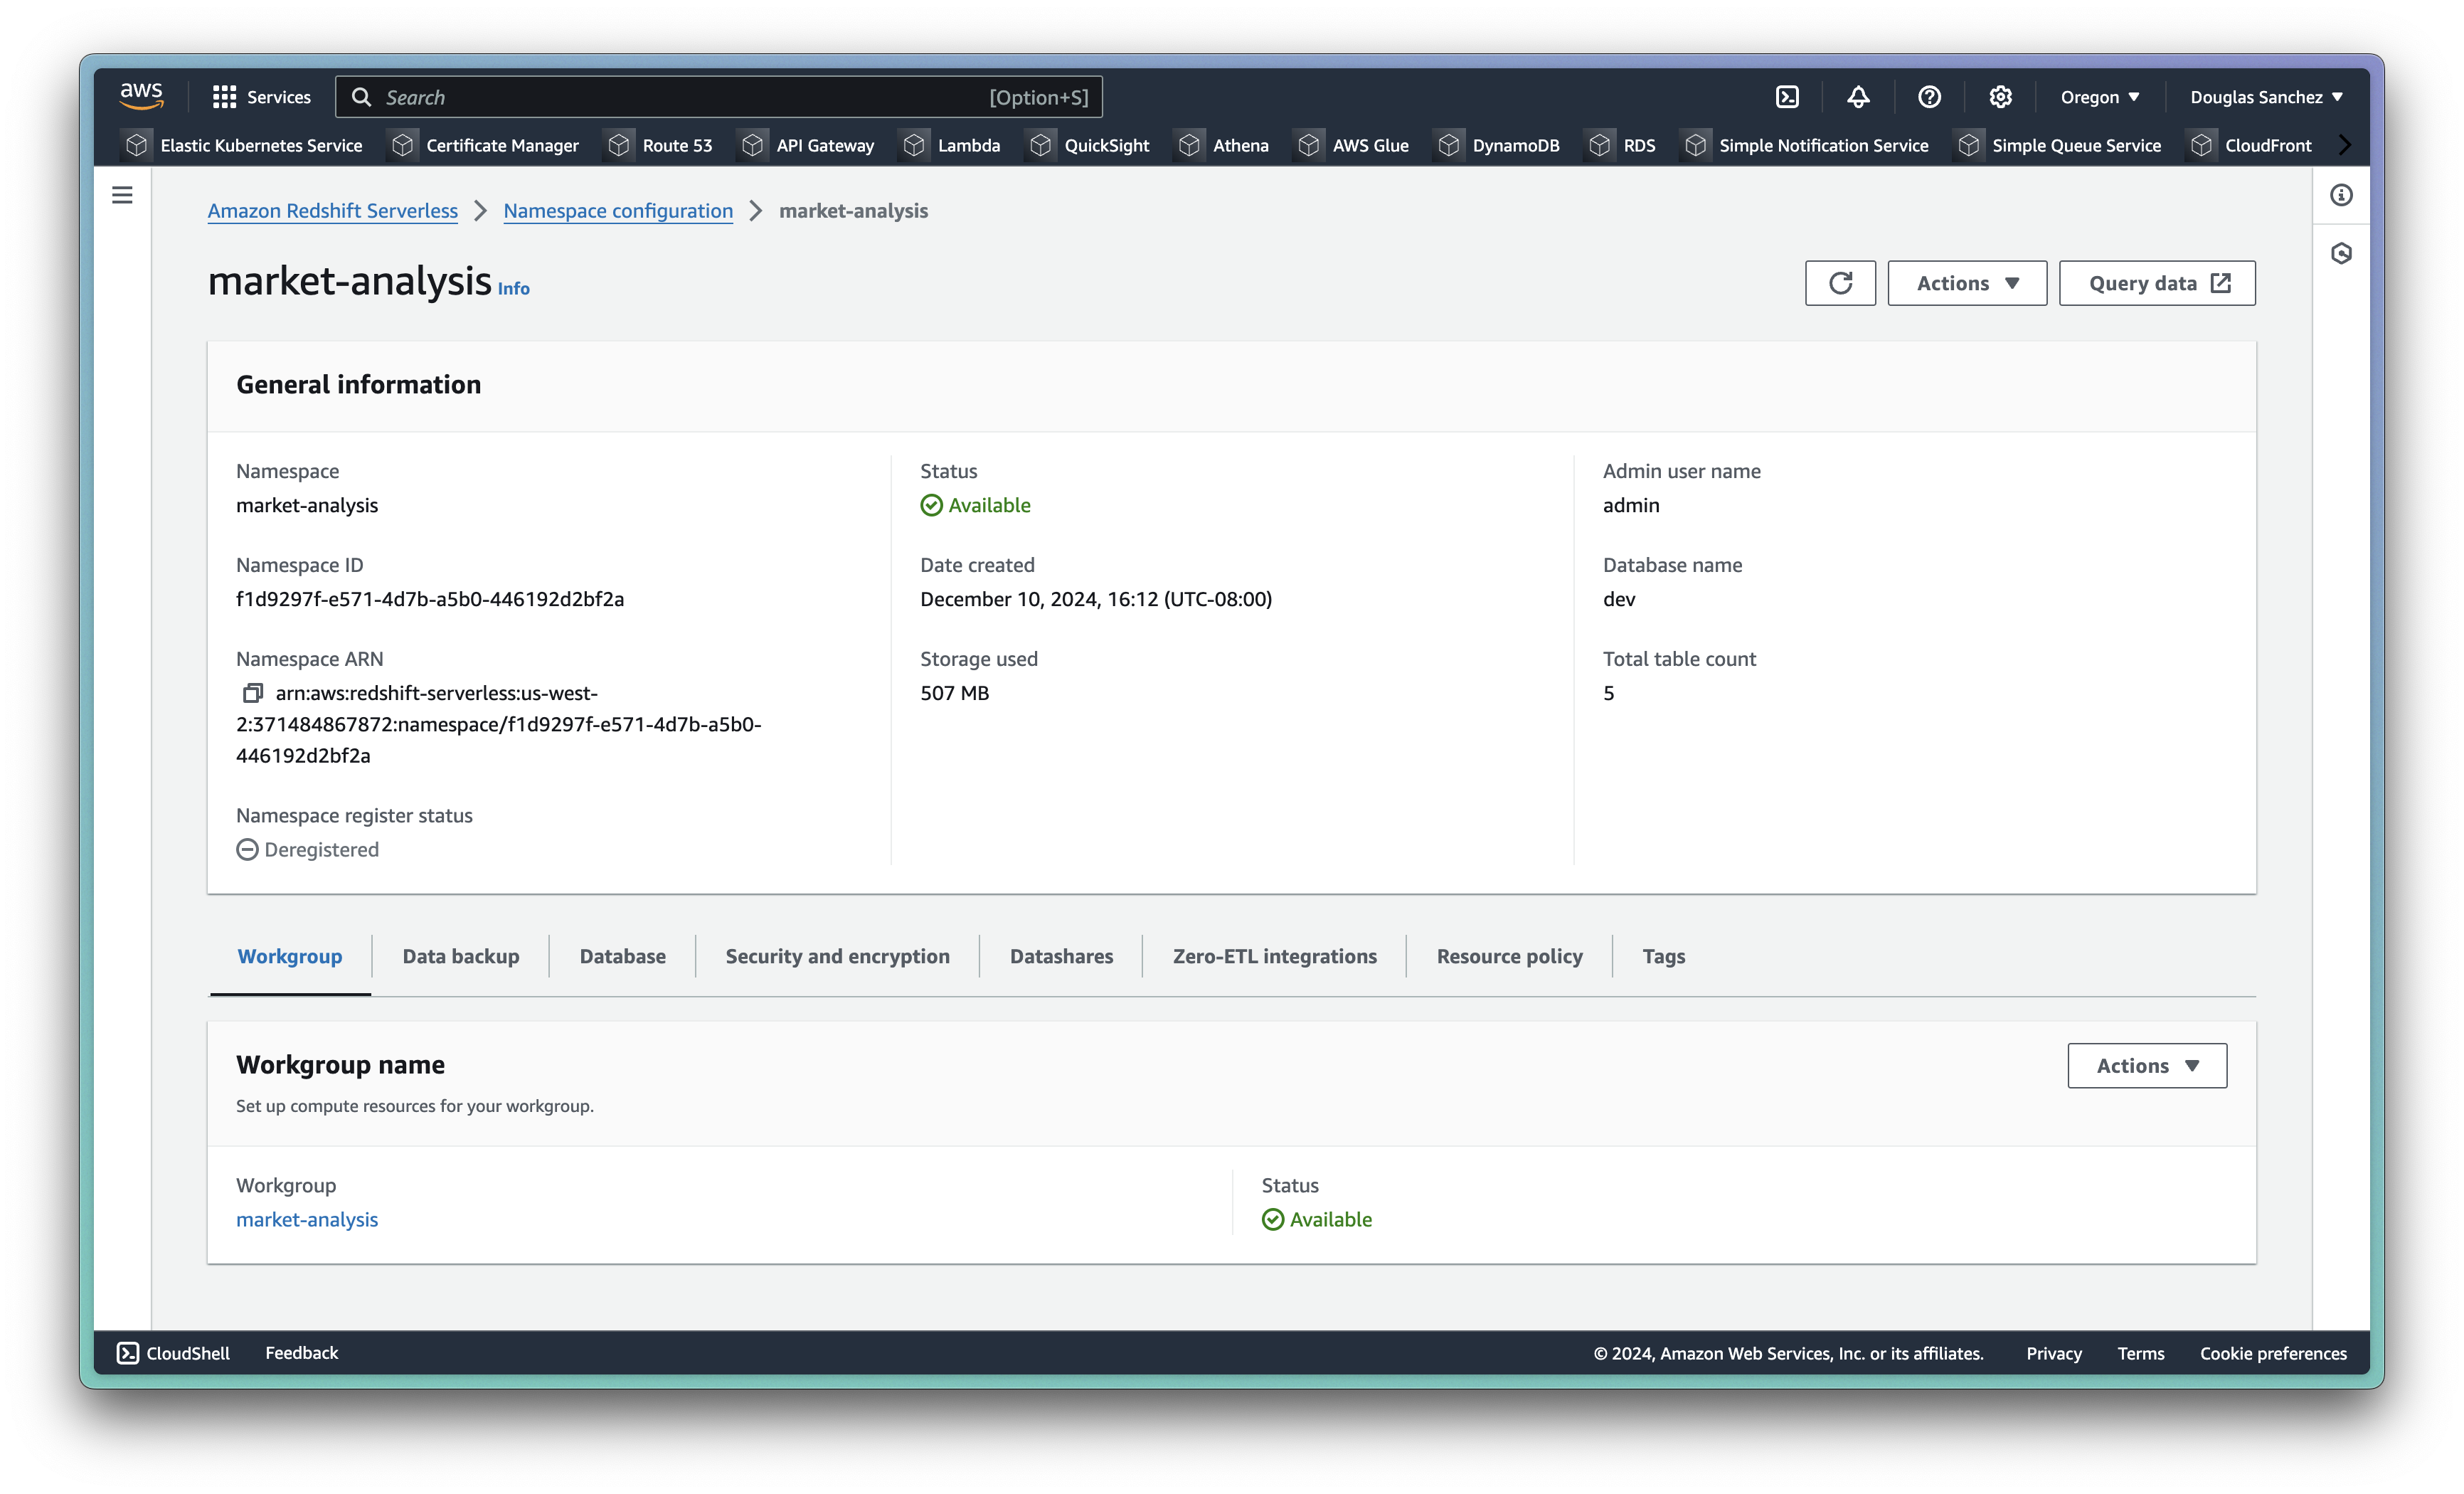 aws
Services
Search [Option+S]
Oregon ▼
Douglas Sanchez ▼
Elastic Kubernetes Service
Certificate Manager
Route 53
API Gateway
Lambda
QuickSight
Athena
AWS Glue
DynamoDB
RDS
Simple Notification Service
Simple Queue Service
CloudFront
Amazon Redshift Serverless > Namespace configuration > market-analysis
market-analysis Info
Actions ▼
Query data
General information
Namespace
market-analysis
Namespace ID
f1d9297f-e571-4d7b-a5b0-446192d2bf2a
Namespace ARN
arn:aws:redshift-serverless:us-west-
2:371484867872:namespace/f1d9297f-e571-4d7b-a5b0-
446192d2bf2a
Namespace register status
Deregistered
Status
Available
Date created
December 10, 2024, 16:12 (UTC-08:00)
Storage used
507 MB
Admin user name
admin
Database name
dev
Total table count
5
Workgroup
Data backup
Database
Security and encryption
Datashares
Zero-ETL integrations
Resource policy
Tags
Workgroup name
Set up compute resources for your workgroup.
Actions ▼
Workgroup
market-analysis
Status
Available
CloudShell
Feedback
© 2024, Amazon Web Services, Inc. or its affiliates.
Privacy
Terms
Cookie preferences